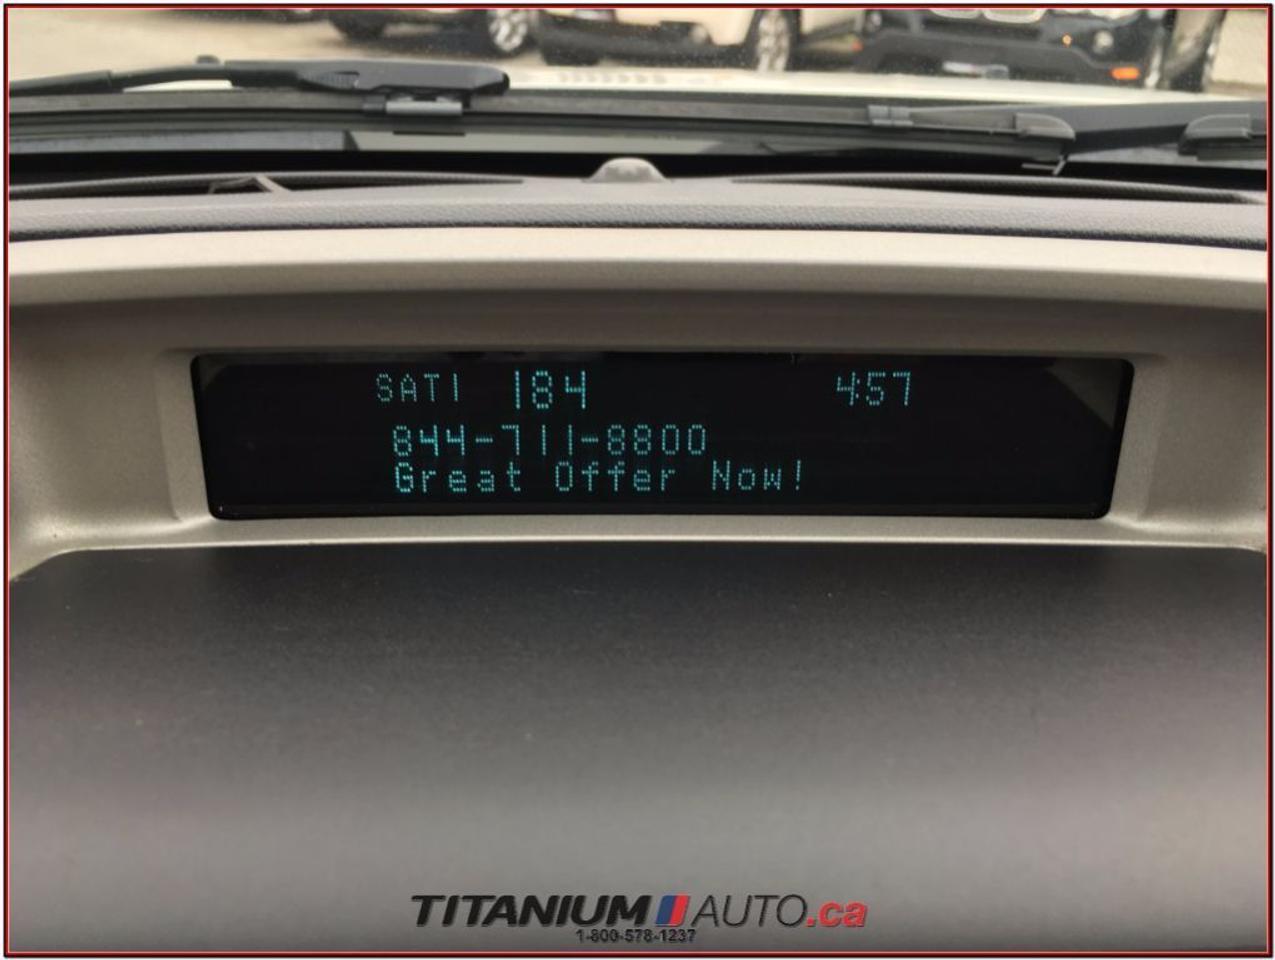 SAT1 184 4:57
844-711-8800
Great Offer Now!
TITANIUM AUTO.ca
1-800-578-1237